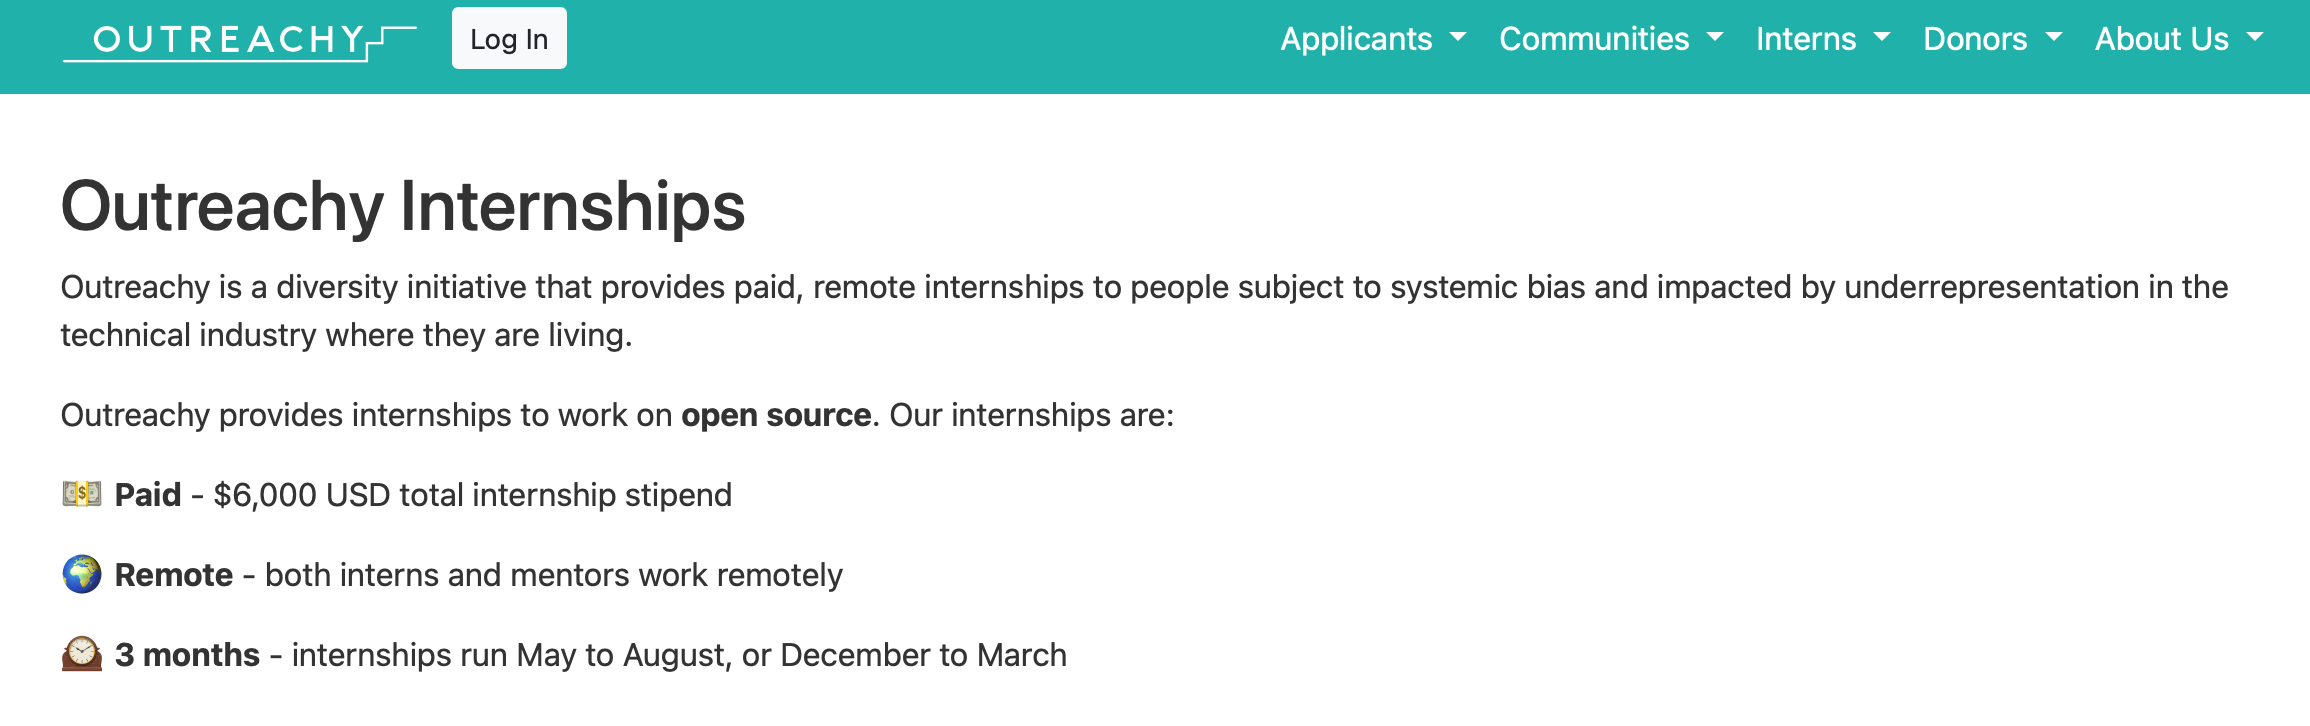 OUTREACHY
Log In
Applicants
Communities
Interns
Donors
About Us
Outreachy Internships
Outreachy is a diversity initiative that provides paid, remote internships to people subject to systemic bias and impacted by underrepresentation in the
technical industry where they are living.
Outreachy provides internships to work on open source. Our internships are:
Paid - $6,000 USD total internship stipend
Remote - both interns and mentors work remotely
3 months - internships run May to August, or December to March